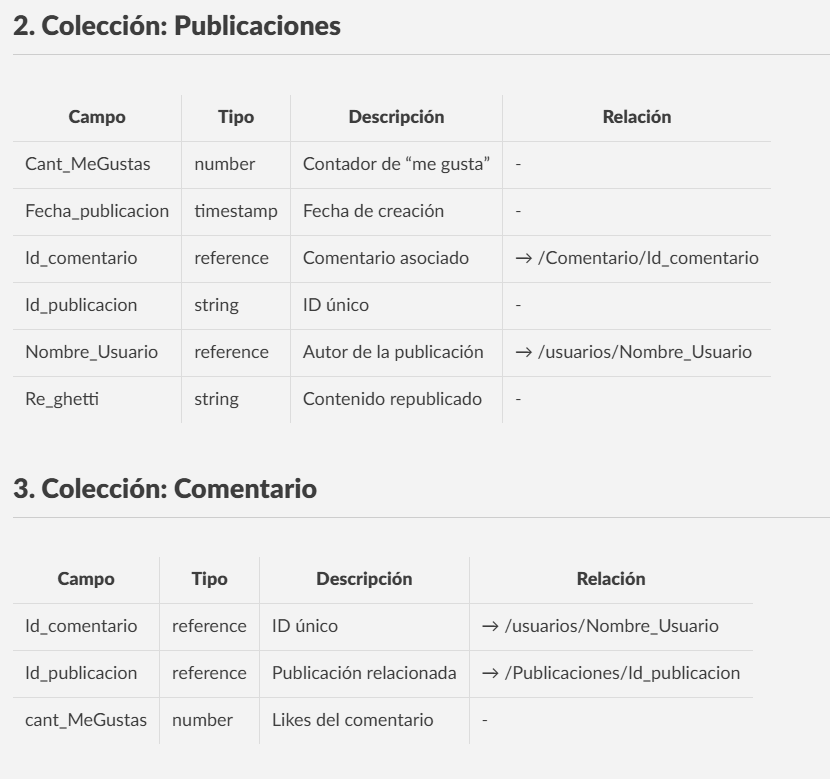 2. Colección: Publicaciones
Campo Tipo Descripción Relación
Cant_MeGustas number Contador de “me gusta” -
Fecha_publicacion timestamp Fecha de creación -
Id_comentario reference Comentario asociado → /Comentario/Id_comentario
Id_publicacion string ID único -
Nombre_Usuario reference Autor de la publicación → /usuarios/Nombre_Usuario
Re_ghetti string Contenido republicado -
3. Colección: Comentario
Campo Tipo Descripción Relación
Id_comentario reference ID único → /usuarios/Nombre_Usuario
Id_publicacion reference Publicación relacionada → /Publicaciones/Id_publicacion
cant_MeGustas number Likes del comentario -